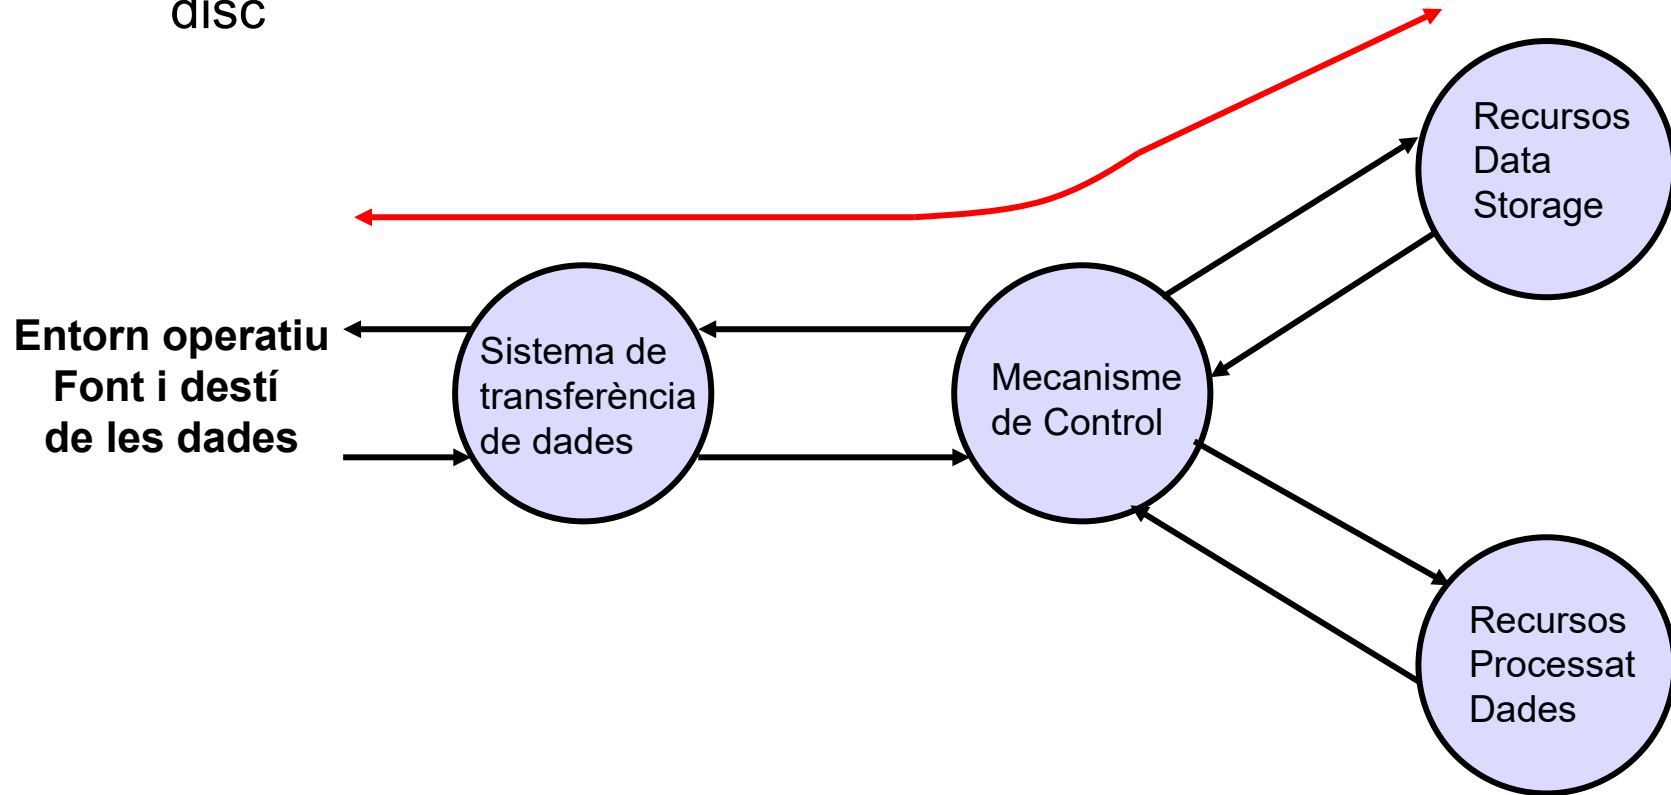 disc
Recursos
Data
Storage
Entorn operatiu
Font i destí
de les dades
Sistema de
transferència
de dades
Mecanisme
de Control
Recursos
Processat
Dades